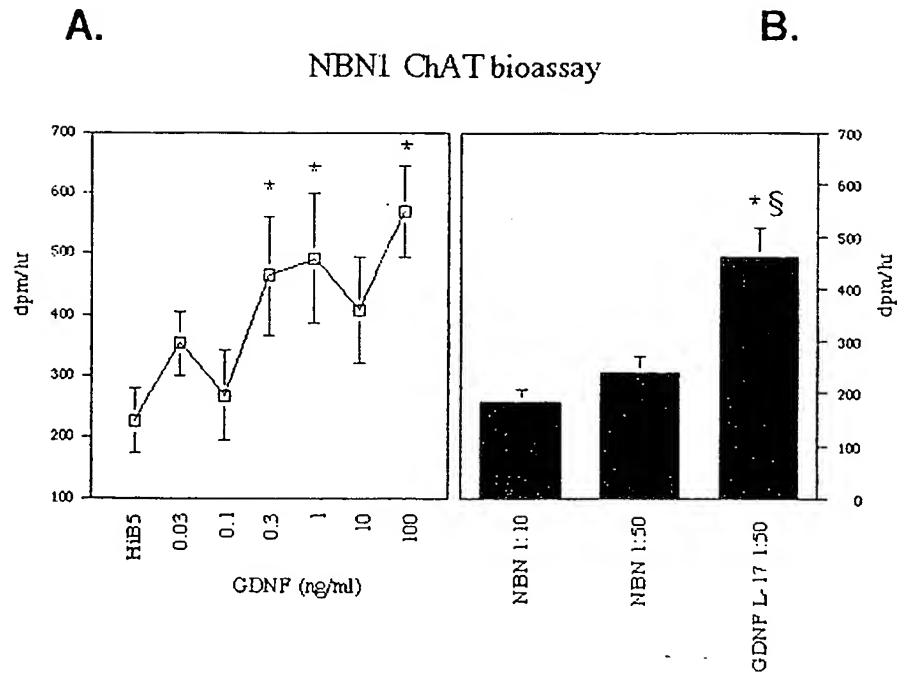 A.
B.
NBN1 ChAT bioassay
700
600
500
400
300
200
100
dpm/hr
*
*
*
HiB5
0.03
0.1
0.3
1
10
100
GDNF (ng/ml)
* §
700
600
500
400
300
200
100
0
dpm/hr
NBN 1:10
NBN 1:50
GDNF L-17 1:50